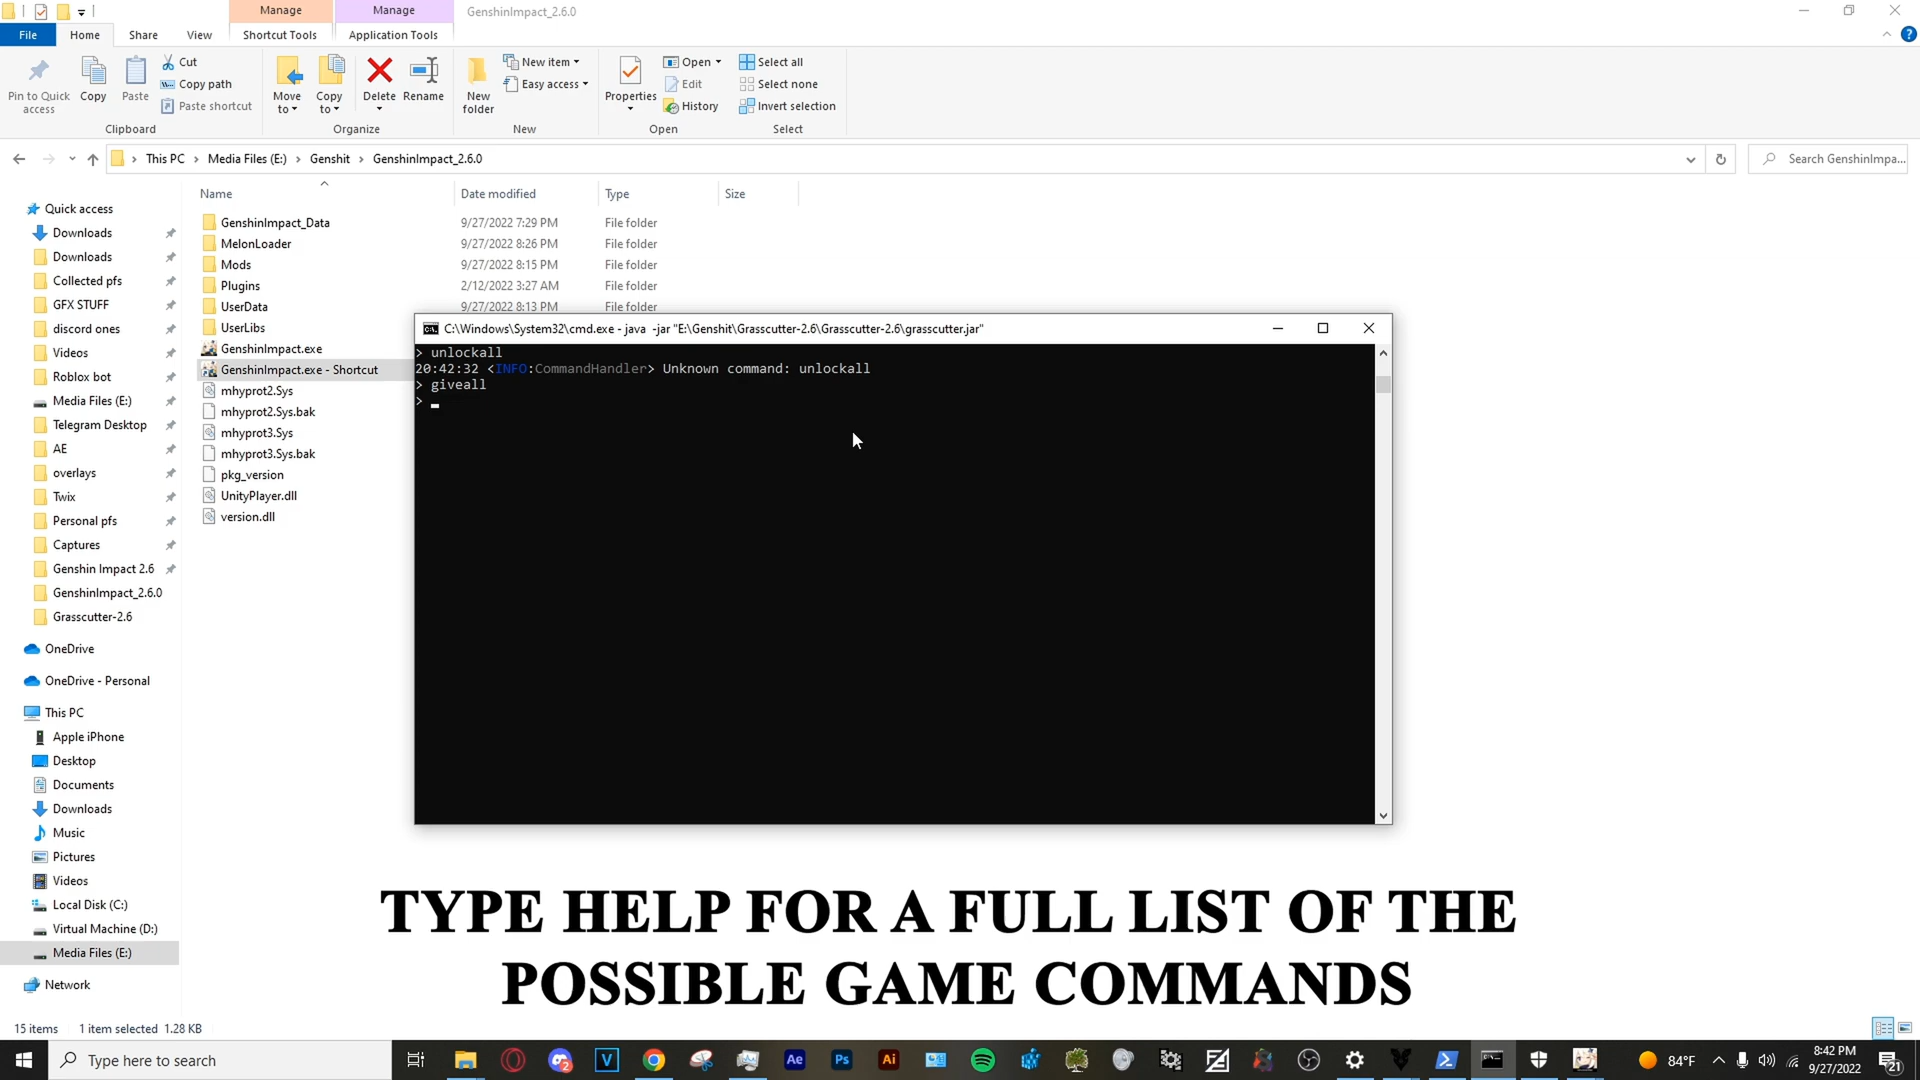 Manage
Manage
GenshinImpact_2.6.0
File
Home
Share
View
Shortcut Tools
Application Tools
Pin to Quick access
Copy
Paste
Cut
Copy path
Paste shortcut
Clipboard
Move to
Copy to
Delete
Rename
Organize
New folder
New item
Easy access
New
Properties
Open
Edit
History
Open
Select all
Select none
Invert selection
Select
This PC > Media Files (E:) > Genshit > GenshinImpact_2.6.0
Search GenshinImpa...
Name
Date modified
Type
Size
Quick access
Downloads
Downloads
Collected pfs
GFX STUFF
discord ones
Videos
Roblox bot
Media Files (E:)
Telegram Desktop
AE
overlays
Twix
Personal pfs
Captures
Genshin Impact 2.6
GenshinImpact_2.6.0
Grasscutter-2.6
OneDrive
OneDrive - Personal
This PC
Apple iPhone
Desktop
Documents
Downloads
Music
Pictures
Videos
Local Disk (C:)
Virtual Machine (D:)
Media Files (E:)
Network
GenshinImpact_Data 9/27/2022 7:29 PM File folder
MelonLoader 9/27/2022 8:26 PM File folder
Mods 9/27/2022 8:15 PM File folder
Plugins 2/12/2022 3:27 AM File folder
UserData 9/27/2022 8:13 PM File folder
UserLibs
GenshinImpact.exe
GenshinImpact.exe - Shortcut
mhyprot2.Sys
mhyprot2.Sys.bak
mhyprot3.Sys
mhyprot3.Sys.bak
pkg_version
UnityPlayer.dll
version.dll
C:\Windows\System32\cmd.exe - java -jar "E:\Genshit\Grasscutter-2.6\Grasscutter-2.6\grasscutter.jar"
> unlockall
20:42:32 <INFO:CommandHandler> Unknown command: unlockall
> giveall
>
TYPE HELP FOR A FULL LIST OF THE
POSSIBLE GAME COMMANDS
15 items 1 item selected 1.28 KB
Type here to search
84°F
8:42 PM
9/27/2022
21